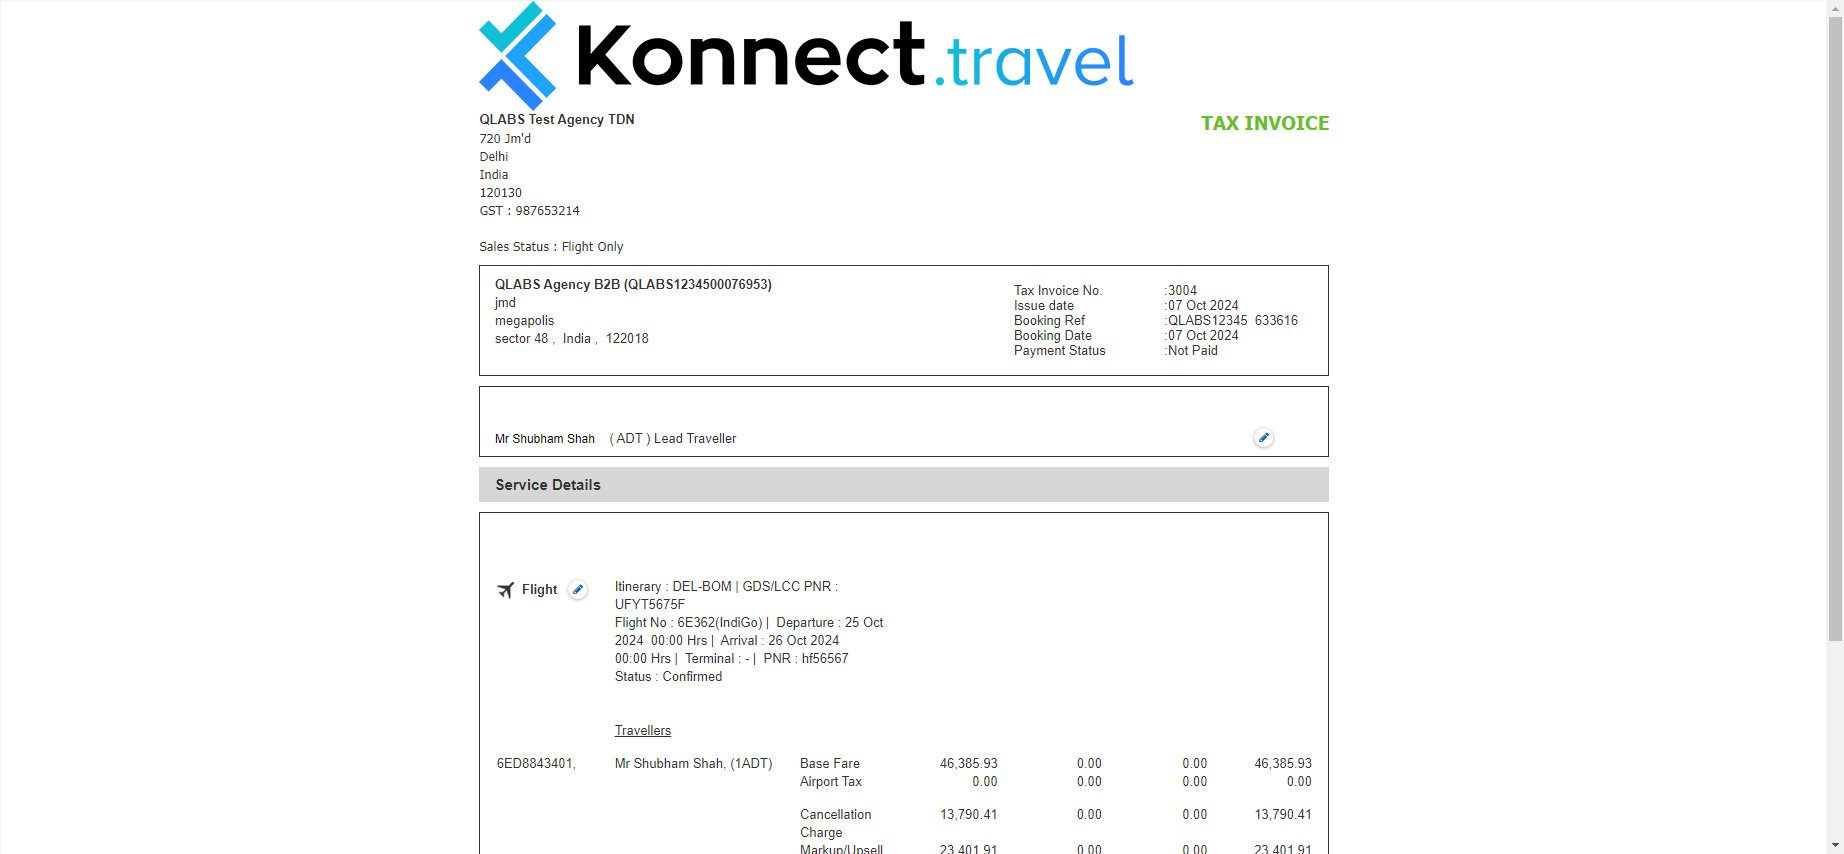 Konnect.travel
QLABS Test Agency TDN
TAX INVOICE
720 Jm'd
Delhi
India
120130
GST : 987653214
Sales Status : Flight Only
QLABS Agency B2B (QLABS1234500076953)
jmd
megapolis
sector 48 , India , 122018
Tax Invoice No. :3004
Issue date :07 Oct 2024
Booking Ref :QLABS12345 633616
Booking Date :07 Oct 2024
Payment Status :Not Paid
Mr Shubham Shah ( ADT ) Lead Traveller
Service Details
Flight
Itinerary : DEL-BOM | GDS/LCC PNR :
UFYT5675F
Flight No : 6E362(IndiGo) | Departure : 25 Oct
2024 00:00 Hrs | Arrival : 26 Oct 2024
00:00 Hrs | Terminal : - | PNR : hf56567
Status : Confirmed
Travellers
6ED8843401, Mr Shubham Shah, (1ADT) Base Fare 46,385.93 0.00 0.00 46,385.93
Airport Tax 0.00 0.00 0.00 0.00
Cancellation 13,790.41 0.00 0.00 13,790.41
Charge
Markup/Upsell 23,401.91 0.00 0.00 23,401.91